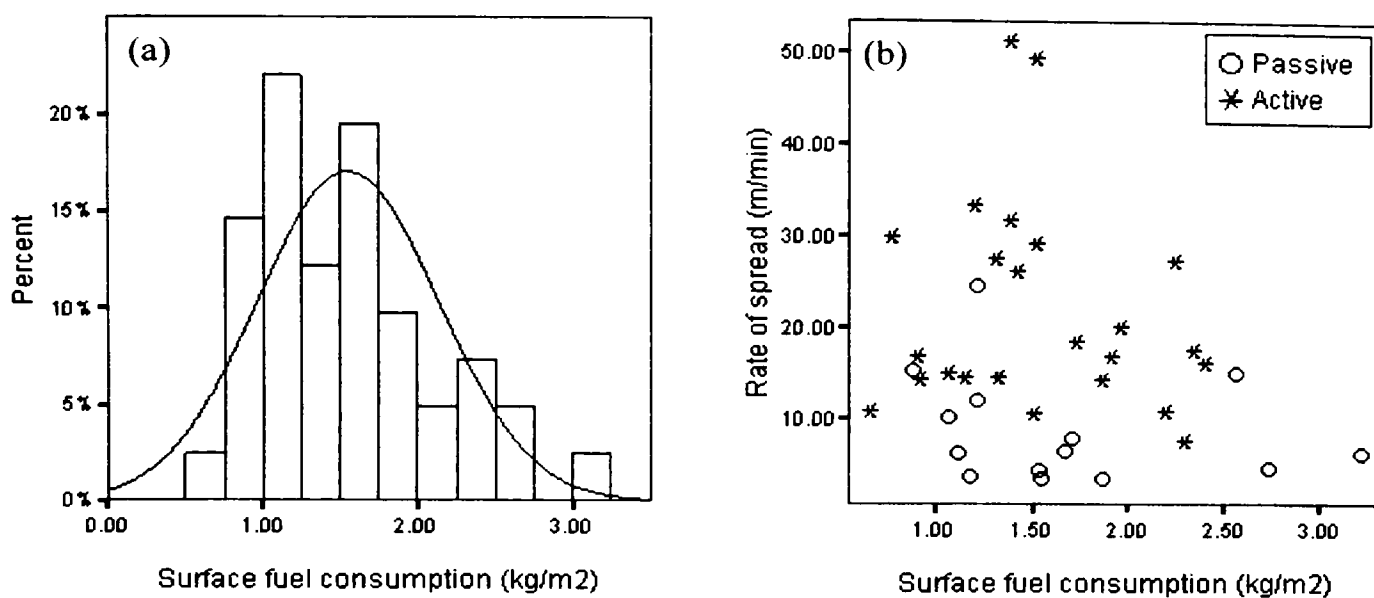 (a)
Percent
20%
15%
10%
5%
0%
0.00 1.00 2.00 3.00
Surface fuel consumption (kg/m2)
(b)
Passive
Active
Rate of spread (m/min)
50.00
40.00
30.00
20.00
10.00
1.00 1.50 2.00 2.50 3.00
Surface fuel consumption (kg/m2)